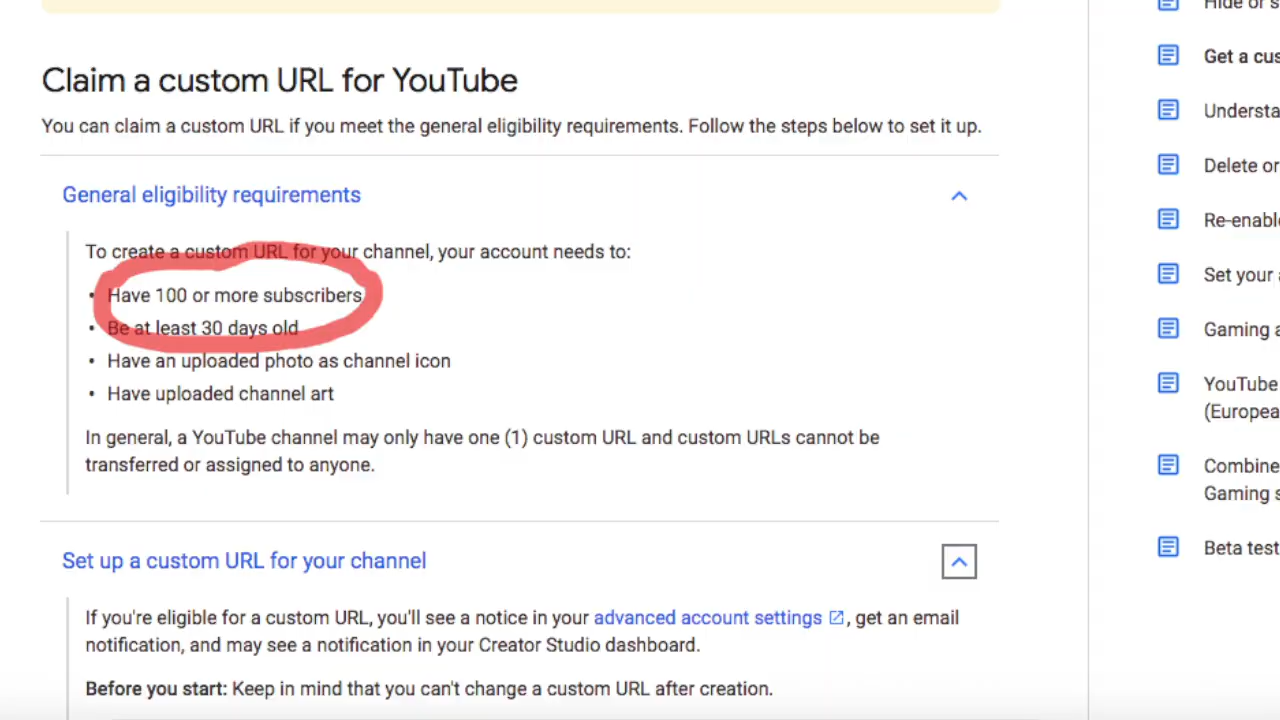 Claim a custom URL for YouTube
You can claim a custom URL if you meet the general eligibility requirements. Follow the steps below to set it up.
General eligibility requirements
To create a custom URL for your channel, your account needs to:
• Have 100 or more subscribers
• Be at least 30 days old
• Have an uploaded photo as channel icon
• Have uploaded channel art
In general, a YouTube channel may only have one (1) custom URL and custom URLs cannot be
transferred or assigned to anyone.
Set up a custom URL for your channel
If you're eligible for a custom URL, you'll see a notice in your advanced account settings, get an email
notification, and may see a notification in your Creator Studio dashboard.
Before you start: Keep in mind that you can't change a custom URL after creation.
Hide or s
Get a cus
Understa
Delete or
Re-enable
Set your a
Gaming a
YouTube
(Europea
Combine
Gaming s
Beta test